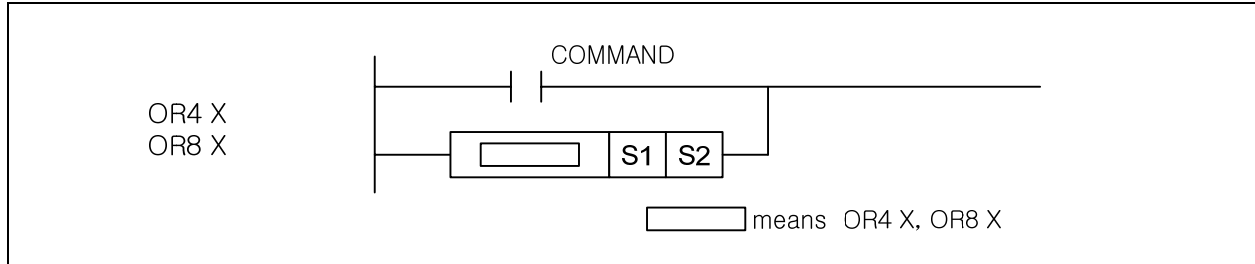 COMMAND
OR4 X
OR8 X
S1 S2
means OR4 X, OR8 X